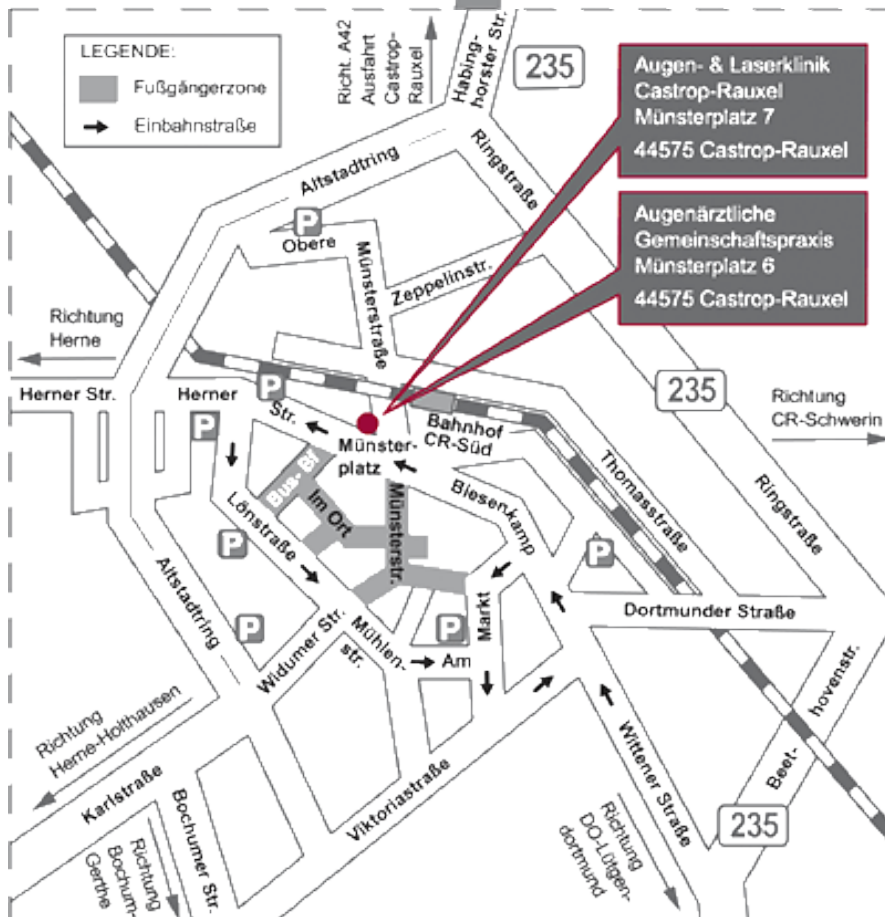 LEGENDE:
Fußgängerzone
Einbahnstraße
Richt. A42
Ausfahrt
Castrop-
Rauxel
Habing-
horster Str.
235
Augen- & Laserklinik
Castrop-Rauxel
Münsterplatz 7
44575 Castrop-Rauxel
Augenärztliche
Gemeinschaftspraxis
Münsterplatz 6
44575 Castrop-Rauxel
Altstadtring
Ringstraße
P
Obere
Münsterstraße
Zeppelinstr.
Richtung
Herne
Herner Str.
Herner
Str.
P
P
Münster-
platz
Bahnhof
CR-Süd
235
Richtung
CR-Schwerin
Bus- Bf
Im Ort
Münsterstr.
Biesenkamp
Thomasstraße
Ringstraße
Lönstraße
P
P
P
P
Altstadtring
Widumer Str.
Mühlen-
str.
Am
Markt
Dortmunder Straße
Richtung
Herne-Holthausen
Karlstraße
Bochumer Str.
Richtung
Bochum-
Gerthe
Viktoriastraße
Wittener Straße
Beet-
hovenstr.
235
Richtung
DO-Lütgen-
dortmund